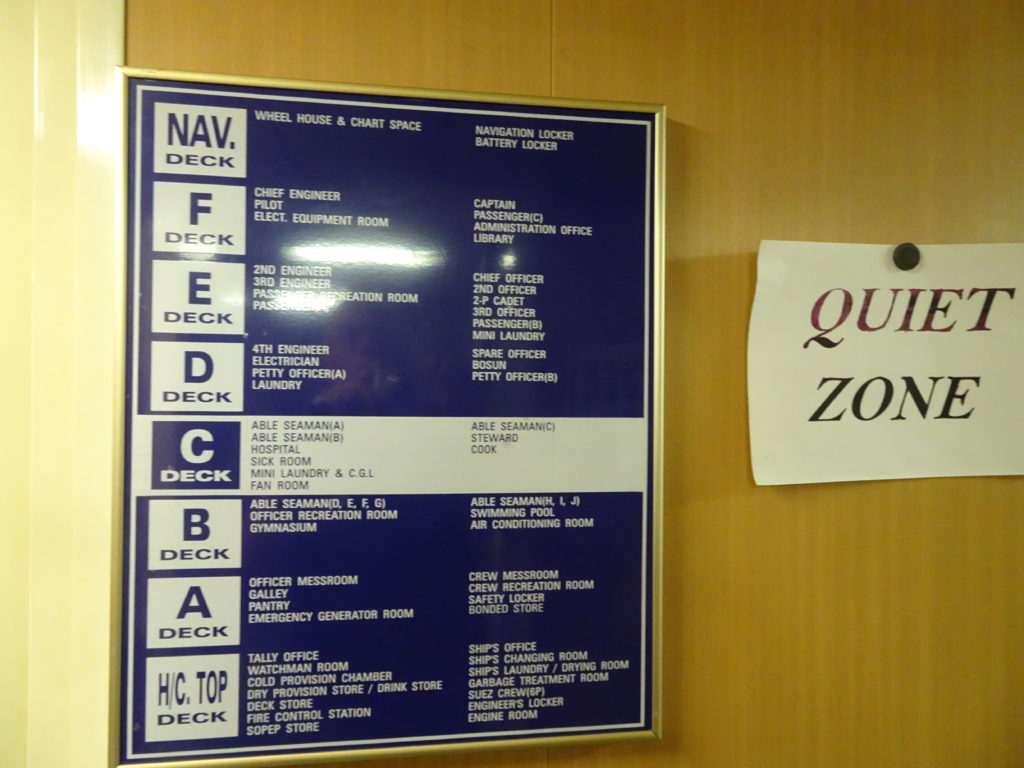 NAV.
DECK
WHEEL HOUSE & CHART SPACE
NAVIGATION LOCKER
BATTERY LOCKER
F
DECK
CHIEF ENGINEER
PILOT
ELECT. EQUIPMENT ROOM
CAPTAIN
PASSENGER(C)
ADMINISTRATION OFFICE
LIBRARY
E
DECK
2ND ENGINEER
3RD ENGINEER
PASSENGER RECREATION ROOM
CHIEF OFFICER
2ND OFFICER
2-P CADET
3RD OFFICER
PASSENGER(B)
MINI LAUNDRY
D
DECK
4TH ENGINEER
ELECTRICIAN
PETTY OFFICER(A)
LAUNDRY
SPARE OFFICER
BOSUN
PETTY OFFICER(B)
C
DECK
ABLE SEAMAN(A)
ABLE SEAMAN(B)
HOSPITAL
SICK ROOM
MINI LAUNDRY & C.G.L
FAN ROOM
ABLE SEAMAN(C)
STEWARD
COOK
B
DECK
ABLE SEAMAN(D, E, F, G)
OFFICER RECREATION ROOM
GYMNASIUM
ABLE SEAMAN(H, I, J)
SWIMMING POOL
AIR CONDITIONING ROOM
A
DECK
OFFICER MESSROOM
GALLEY
PANTRY
EMERGENCY GENERATOR ROOM
CREW MESSROOM
CREW RECREATION ROOM
SAFETY LOCKER
BONDED STORE
H/C. TOP
DECK
TALLY OFFICE
WATCHMAN ROOM
COLD PROVISION CHAMBER
DRY PROVISION STORE / DRINK STORE
DECK STORE
FIRE CONTROL STATION
SOPEP STORE
SHIP'S OFFICE
SHIP'S CHANGING ROOM
SHIP'S LAUNDRY / DRYING ROOM
GARBAGE TREATMENT ROOM
SUEZ CREW(6P)
ENGINEER'S LOCKER
ENGINE ROOM
QUIET
ZONE